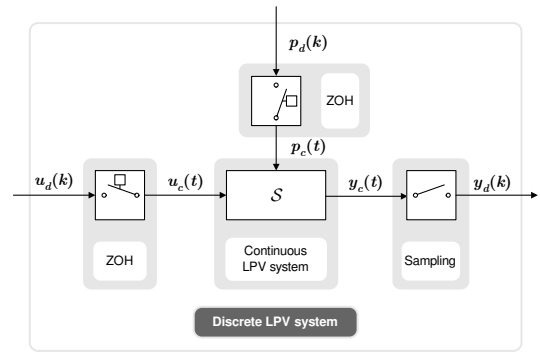 p_d(k)
ZOH
p_c(t)
u_d(k)
u_c(t)
S
y_c(t)
y_d(k)
ZOH
Continuous
LPV system
Sampling
Discrete LPV system